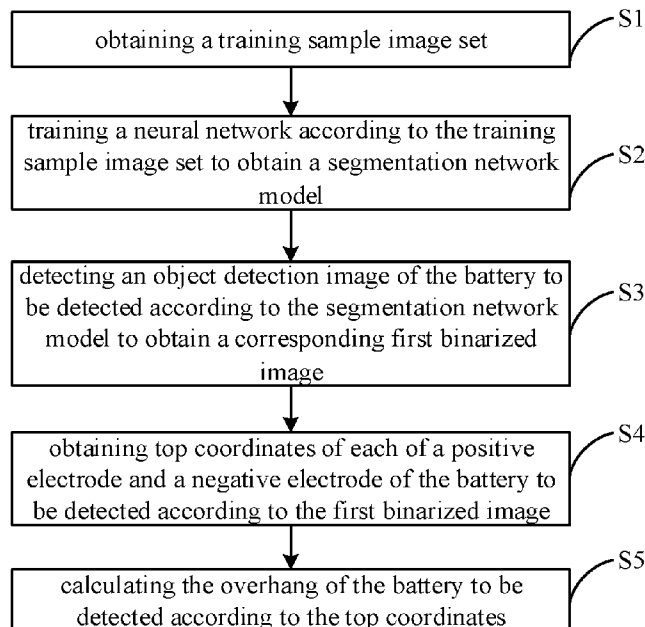 obtaining a training sample image set
S1
training a neural network according to the training
sample image set to obtain a segmentation network
model
S2
detecting an object detection image of the battery to
be detected according to the segmentation network
model to obtain a corresponding first binarized
image
S3
obtaining top coordinates of each of a positive
electrode and a negative electrode of the battery to
be detected according to the first binarized image
S4
calculating the overhang of the battery to be
detected according to the top coordinates
S5